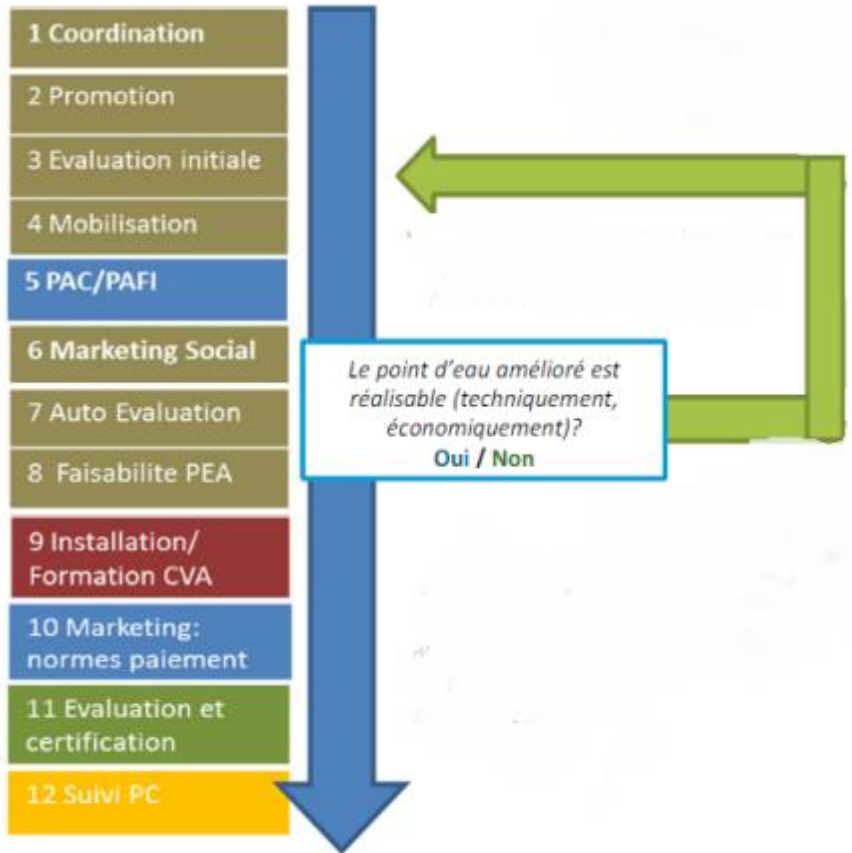 1 Coordination
2 Promotion
3 Evaluation initiale
4 Mobilisation
5 PAC/PAFI
6 Marketing Social
7 Auto Evaluation
8 Faisabilite PEA
9 Installation/
Formation CVA
10 Marketing:
normes paiement
11 Evaluation et
certification
12 Suivi PC
Le point d'eau amélioré est
réalisable (techniquement,
économiquement)?
Oui / Non